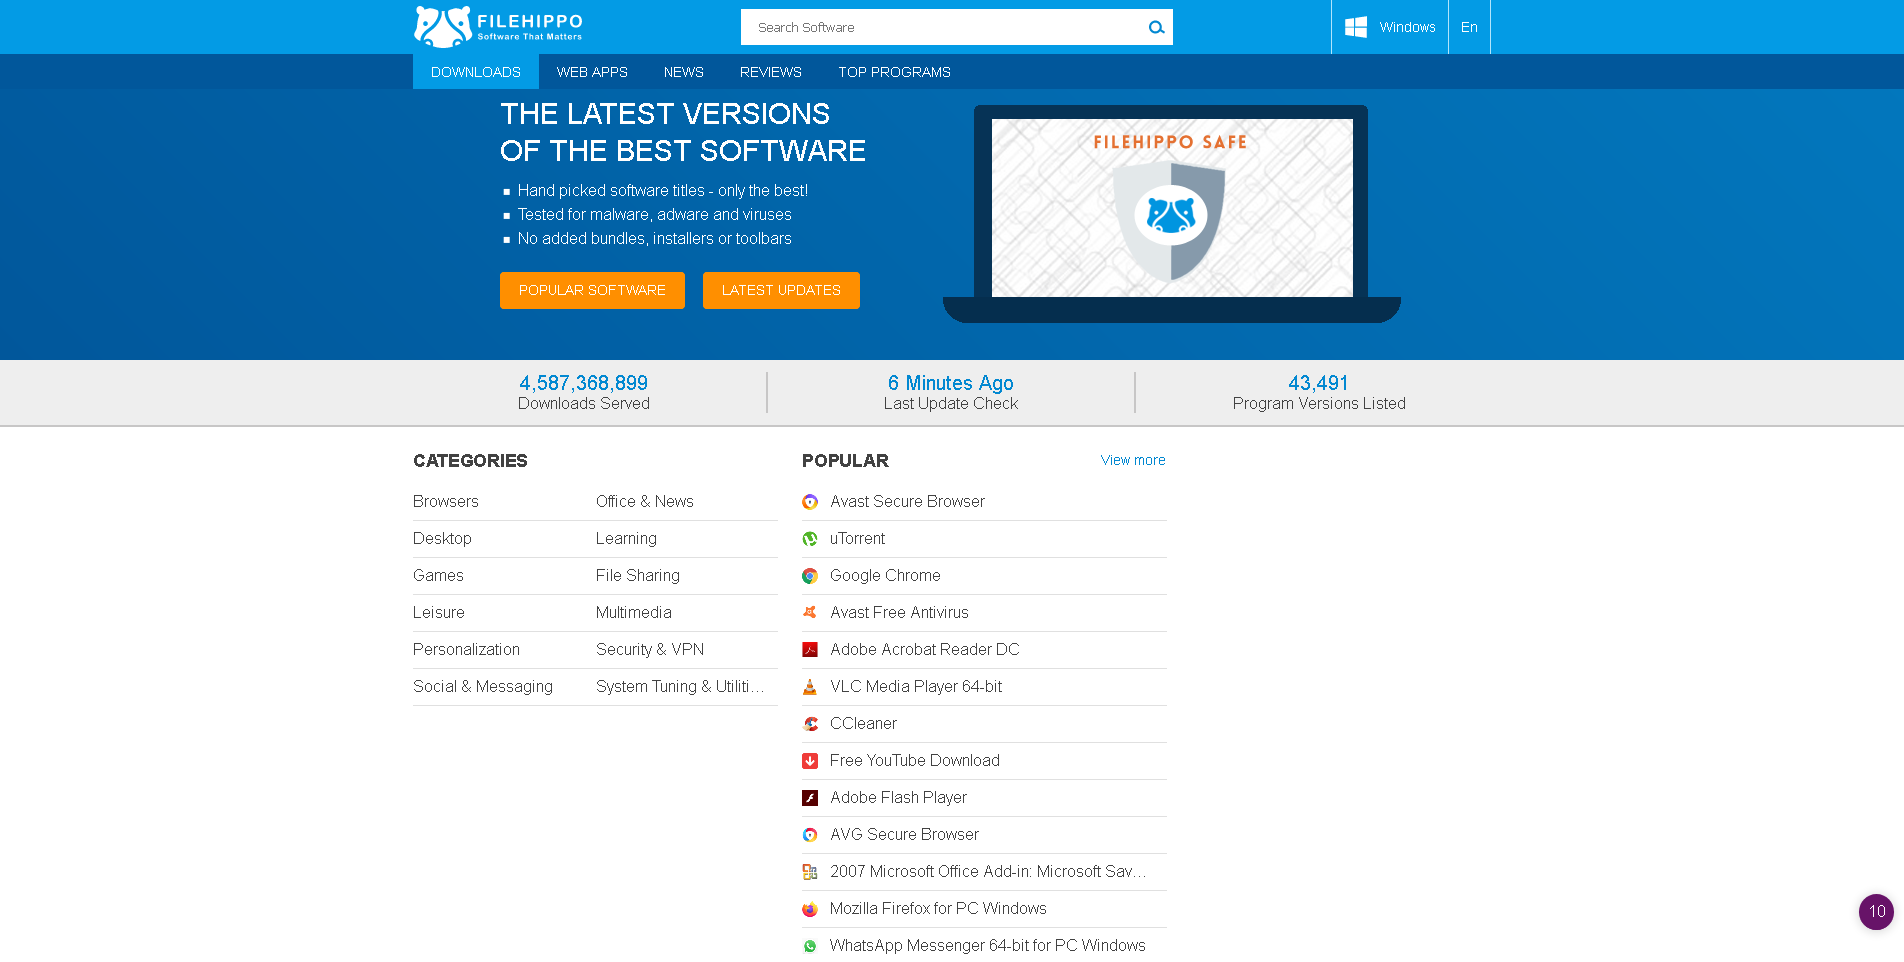 FILEHIPPO
Software That Matters
Search Software
Windows
En
DOWNLOADS
WEB APPS
NEWS
REVIEWS
TOP PROGRAMS
THE LATEST VERSIONS
OF THE BEST SOFTWARE
Hand picked software titles - only the best!
Tested for malware, adware and viruses
No added bundles, installers or toolbars
POPULAR SOFTWARE
LATEST UPDATES
FILEHIPPO SAFE
4,587,368,899
Downloads Served
6 Minutes Ago
Last Update Check
43,491
Program Versions Listed
CATEGORIES
Browsers
Office & News
Desktop
Learning
Games
File Sharing
Leisure
Multimedia
Personalization
Security & VPN
Social & Messaging
System Tuning & Utiliti...
POPULAR
View more
Avast Secure Browser
uTorrent
Google Chrome
Avast Free Antivirus
Adobe Acrobat Reader DC
VLC Media Player 64-bit
CCleaner
Free YouTube Download
Adobe Flash Player
AVG Secure Browser
2007 Microsoft Office Add-in: Microsoft Sav...
Mozilla Firefox for PC Windows
WhatsApp Messenger 64-bit for PC Windows
10